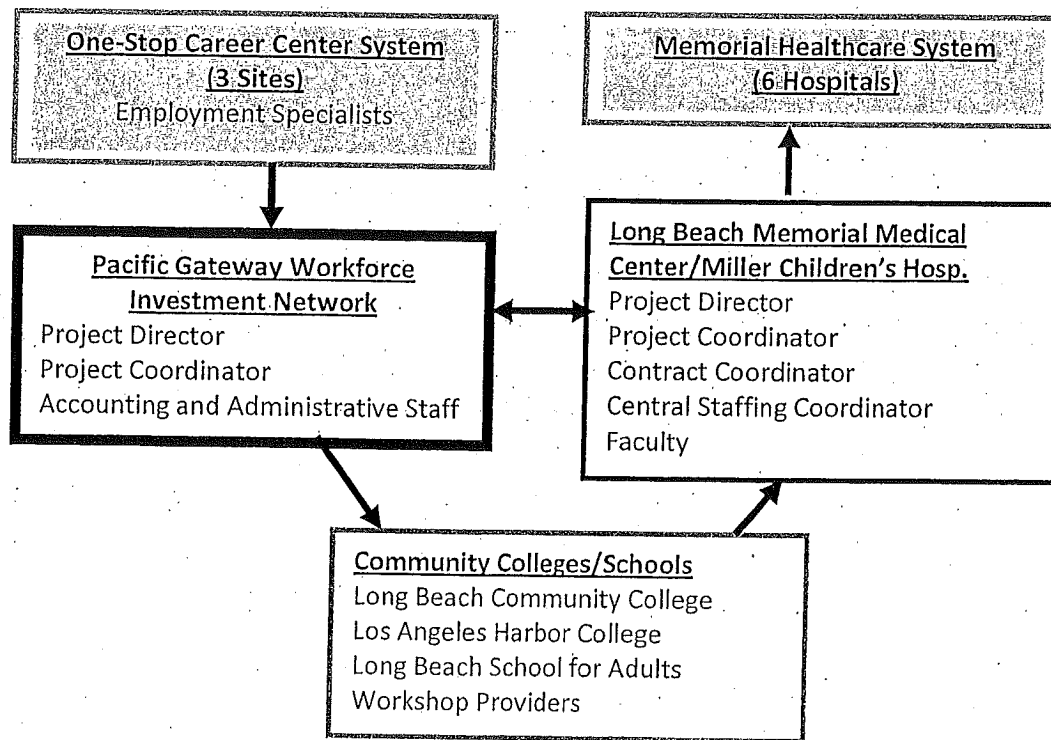 One-Stop Career Center System
(3 Sites)
Employment Specialists
Memorial Healthcare System
(6 Hospitals)
Pacific Gateway Workforce
Investment Network
Project Director
Project Coordinator
Accounting and Administrative Staff
Long Beach Memorial Medical
Center/Miller Children's Hosp.
Project Director
Project Coordinator
Contract Coordinator
Central Staffing Coordinator
Faculty
Community Colleges/Schools
Long Beach Community College
Los Angeles Harbor College
Long Beach School for Adults
Workshop Providers